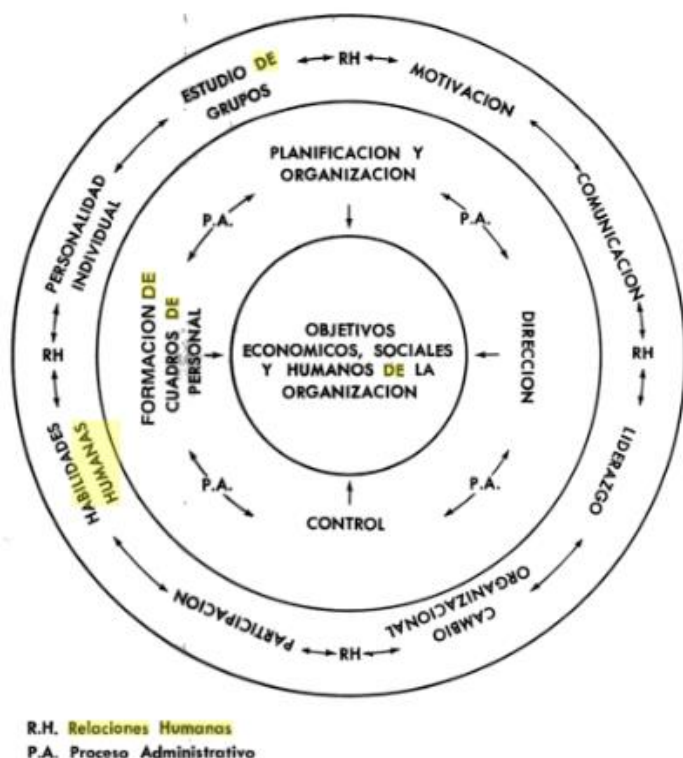 ESTUDIO DE
GRUPOS
RH
MOTIVACION
COMUNICACION
RH
LIDERAZGO
CAMBIO
ORGANIZACIONAL
RH
PARTICIPACION
HABILIDADES
HUMANAS
RH
PERSONALIDAD
INDIVIDUAL
PLANIFICACION Y
ORGANIZACION
P.A.
DIRECCION
P.A.
CONTROL
P.A.
FORMACION DE
CUADROS DE
PERSONAL
P.A.
OBJETIVOS
ECONOMICOS, SOCIALES
Y HUMANOS DE LA
ORGANIZACION
R.H. Relaciones Humanas
P.A. Proceso Administrativo